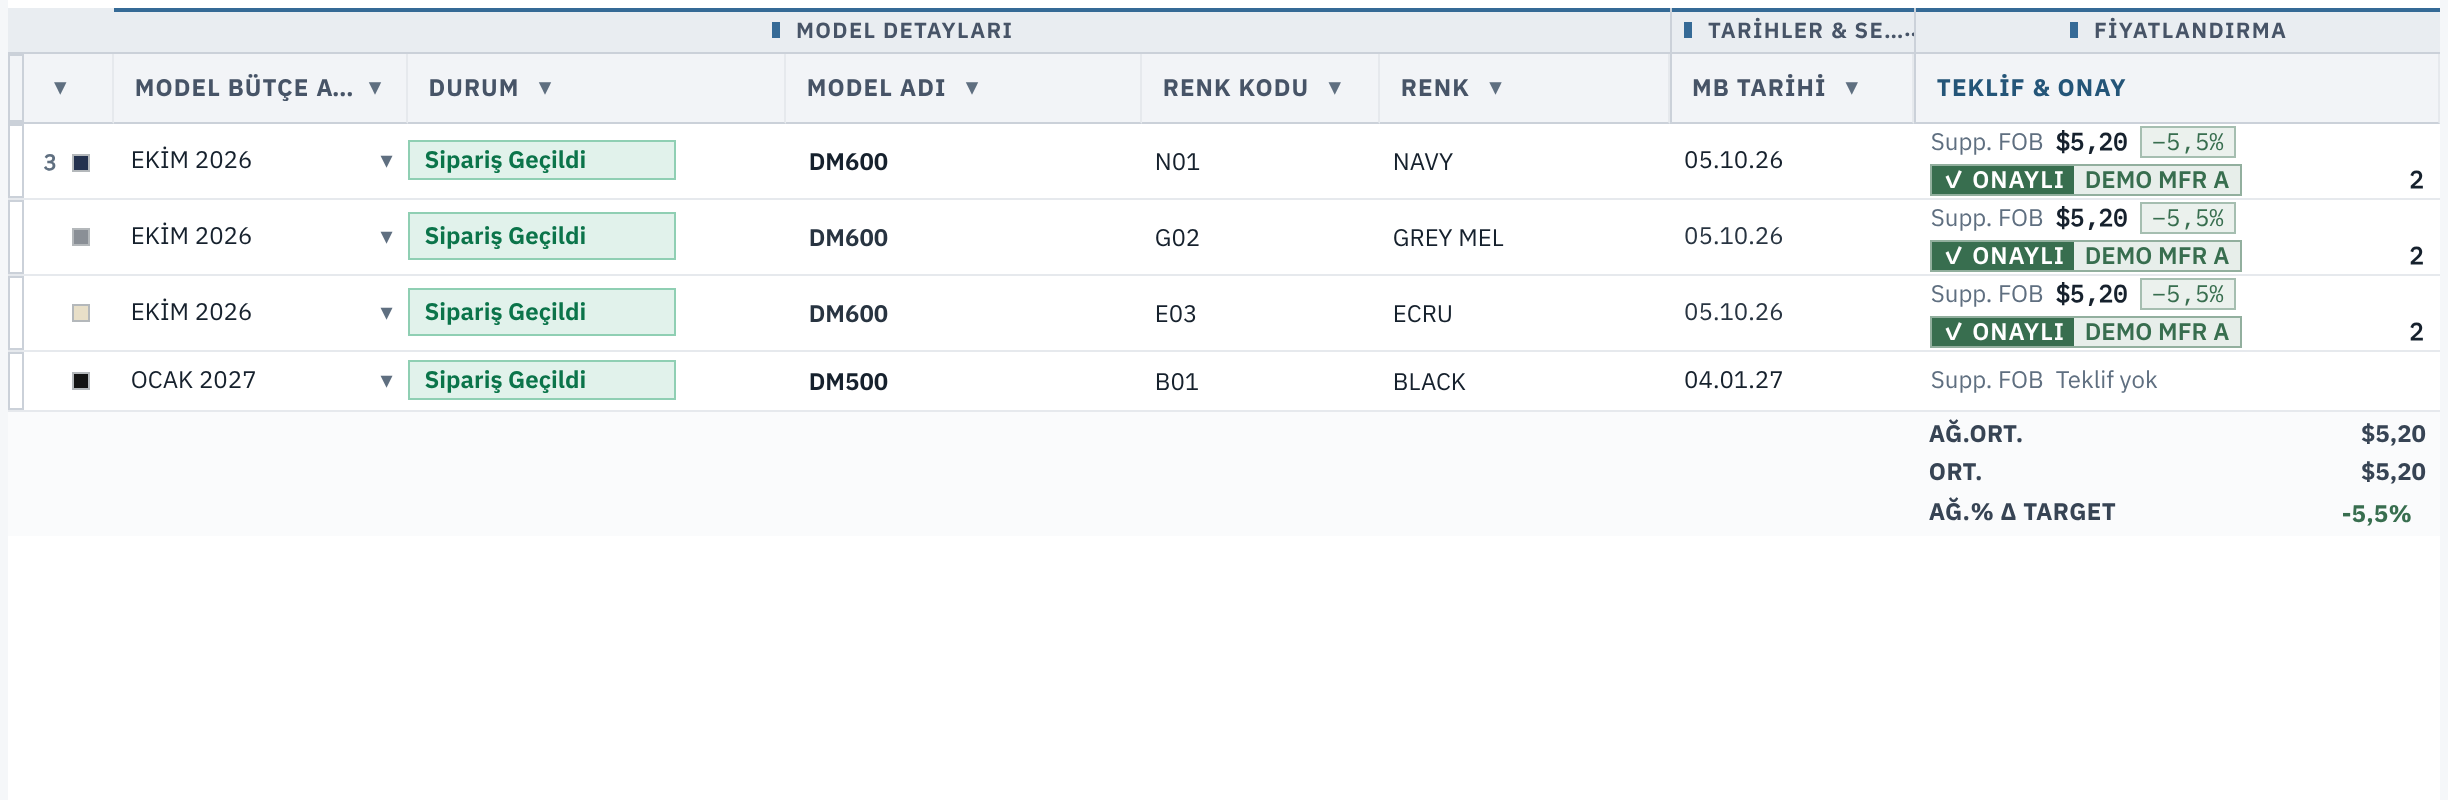 MODEL DETAYLARI TARİHLER & SE...… FİYATLANDIRMA
▼ MODEL BÜTÇE A... ▼ DURUM ▼ MODEL ADI ▼ RENK KODU ▼ RENK ▼ MB TARİHİ ▼ TEKLİF & ONAY
3 EKİM 2026 ▼ Sipariş Geçildi DM600 N01 NAVY 05.10.26 Supp. FOB $5,20 −5,5%
✓ ONAYLI DEMO MFR A 2
EKİM 2026 ▼ Sipariş Geçildi DM600 G02 GREY MEL 05.10.26 Supp. FOB $5,20 −5,5%
✓ ONAYLI DEMO MFR A 2
EKİM 2026 ▼ Sipariş Geçildi DM600 E03 ECRU 05.10.26 Supp. FOB $5,20 −5,5%
✓ ONAYLI DEMO MFR A 2
OCAK 2027 ▼ Sipariş Geçildi DM500 B01 BLACK 04.01.27 Supp. FOB Teklif yok
AĞ.ORT. $5,20
ORT. $5,20
AĞ.% Δ TARGET -5,5%